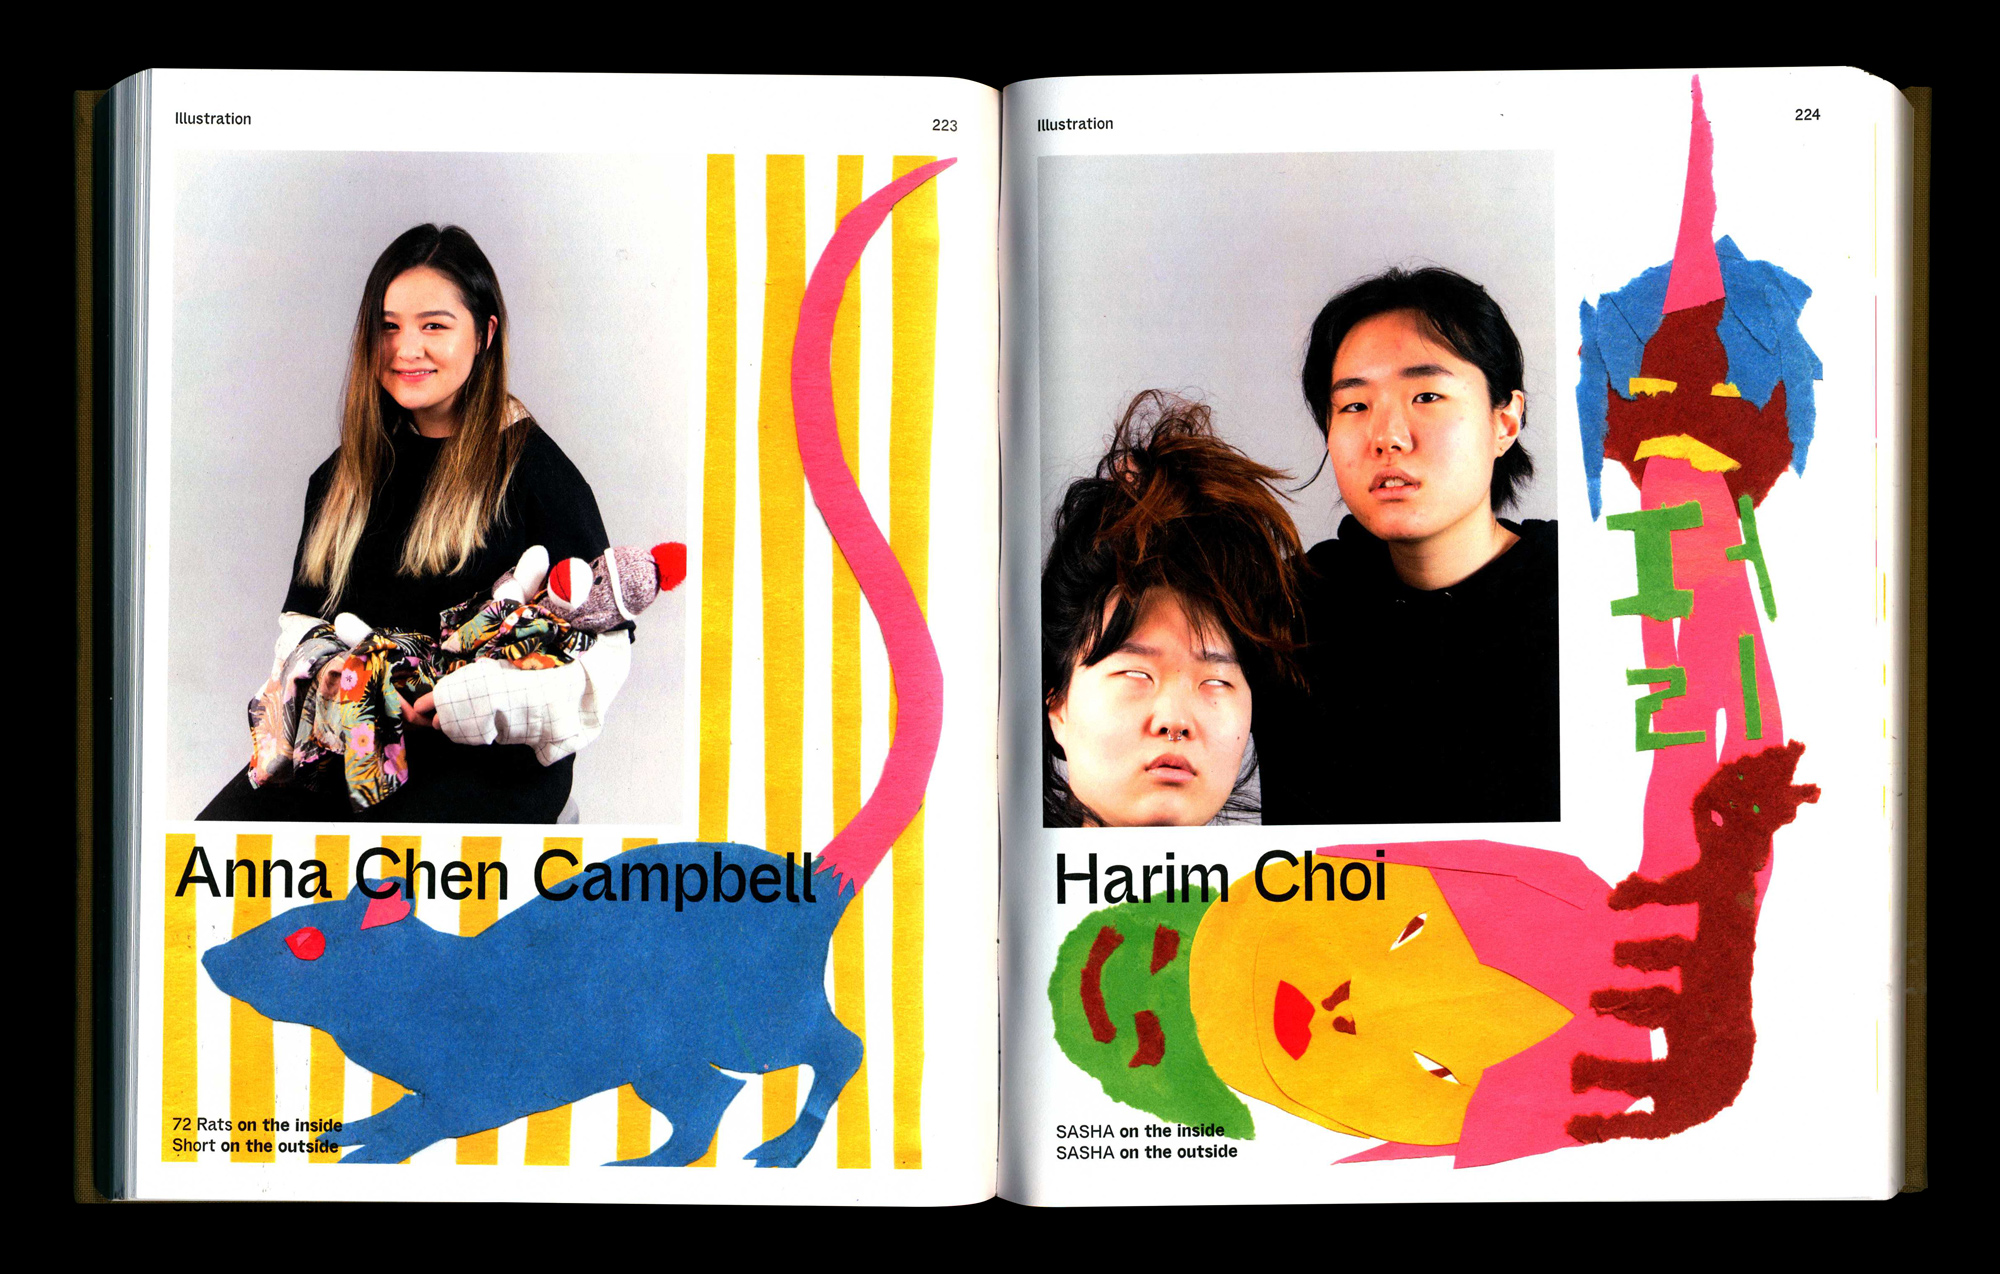 Illustration
223
Anna Chen Campbell
72 Rats on the inside
Short on the outside
Illustration
224
Harim Choi
SASHA on the inside
SASHA on the outside